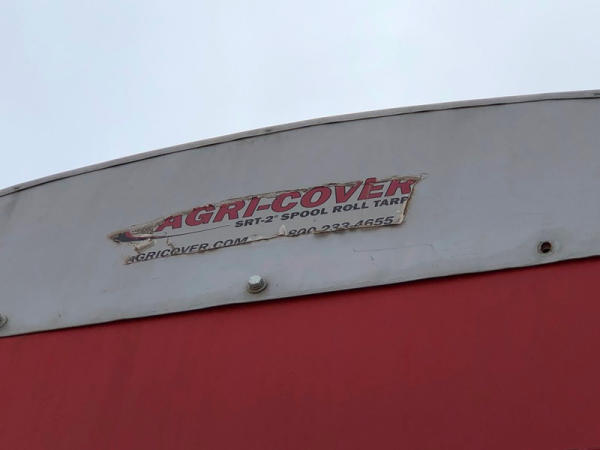 AGRI-COVER
SRT-2® SPOOL ROLL TARP
AGRICOVER.COM 800-233-4655